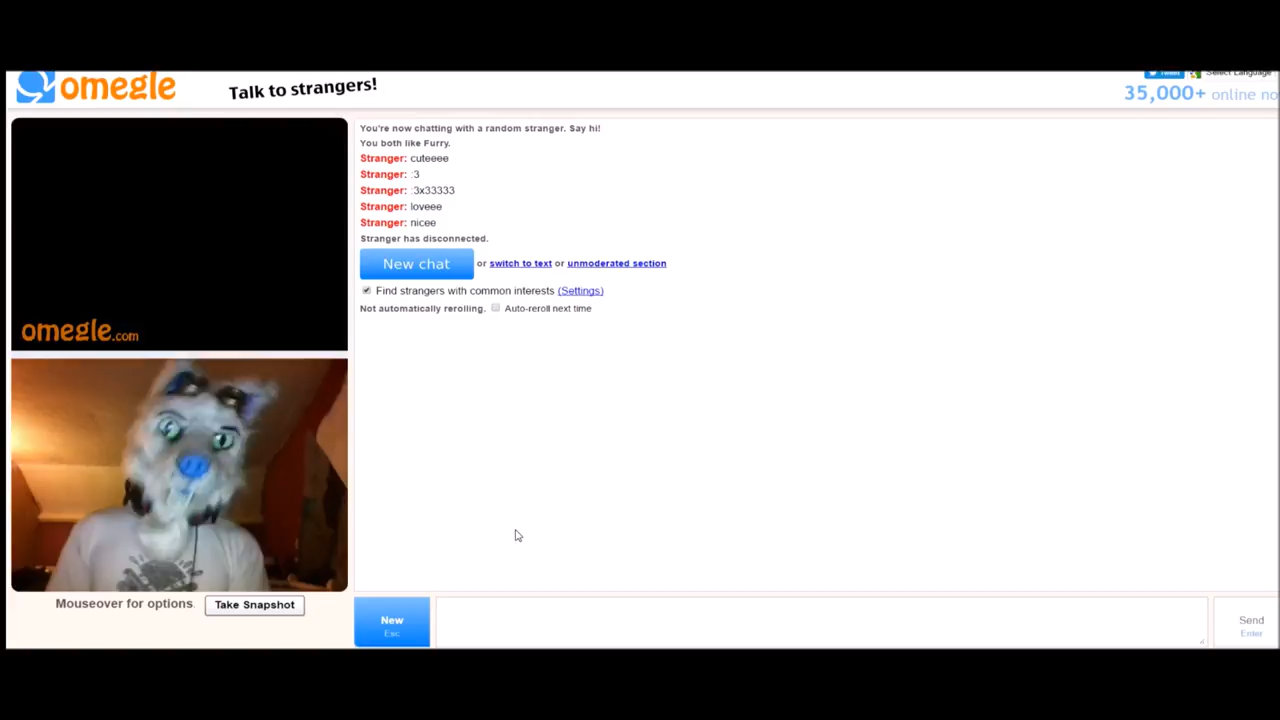 omegle
Talk to strangers!
Tweet
Select Language
35,000+ online no
You're now chatting with a random stranger. Say hi!
You both like Furry.
Stranger: cuteeee
Stranger: :3
Stranger: :3x33333
Stranger: loveee
Stranger: nicee
Stranger has disconnected.
New chat or switch to text or unmoderated section
Find strangers with common interests (Settings)
Not automatically rerolling. Auto-reroll next time
omegle.com
Mouseover for options.
Take Snapshot
New
Esc
Send
Enter